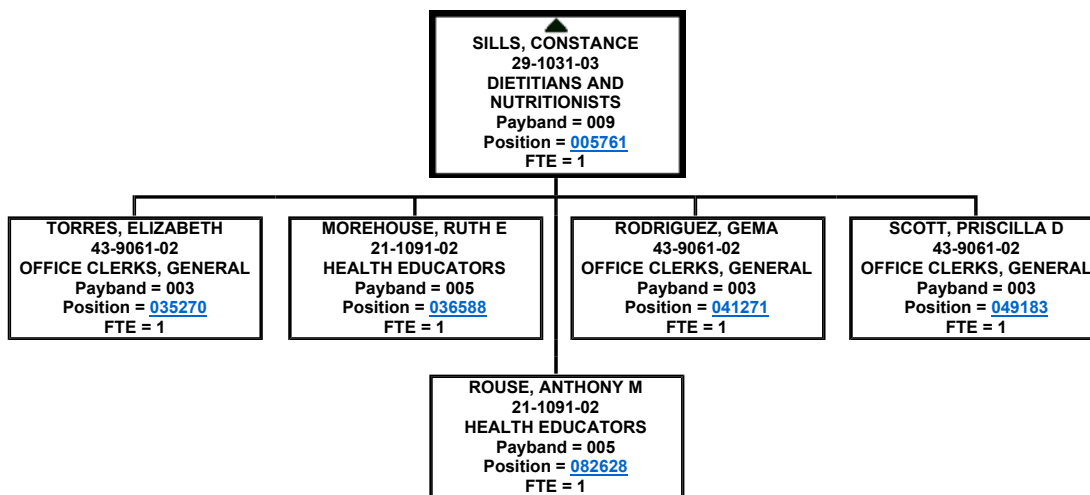 SILLS, CONSTANCE
29-1031-03
DIETITIANS AND
NUTRITIONISTS
Payband = 009
Position = 005761
FTE = 1
TORRES, ELIZABETH
43-9061-02
OFFICE CLERKS, GENERAL
Payband = 003
Position = 035270
FTE = 1
MOREHOUSE, RUTH E
21-1091-02
HEALTH EDUCATORS
Payband = 005
Position = 036588
FTE = 1
RODRIGUEZ, GEMA
43-9061-02
OFFICE CLERKS, GENERAL
Payband = 003
Position = 041271
FTE = 1
SCOTT, PRISCILLA D
43-9061-02
OFFICE CLERKS, GENERAL
Payband = 003
Position = 049183
FTE = 1
ROUSE, ANTHONY M
21-1091-02
HEALTH EDUCATORS
Payband = 005
Position = 082628
FTE = 1